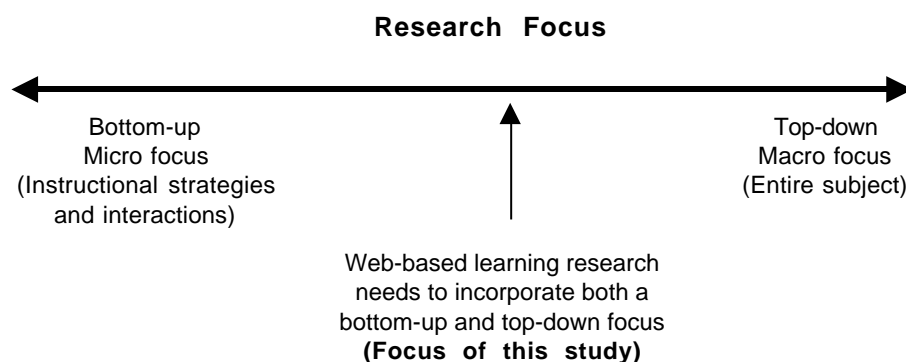 Research Focus
Bottom-up
Micro focus
(Instructional strategies
and interactions)
Top-down
Macro focus
(Entire subject)
Web-based learning research
needs to incorporate both a
bottom-up and top-down focus
(Focus of this study)